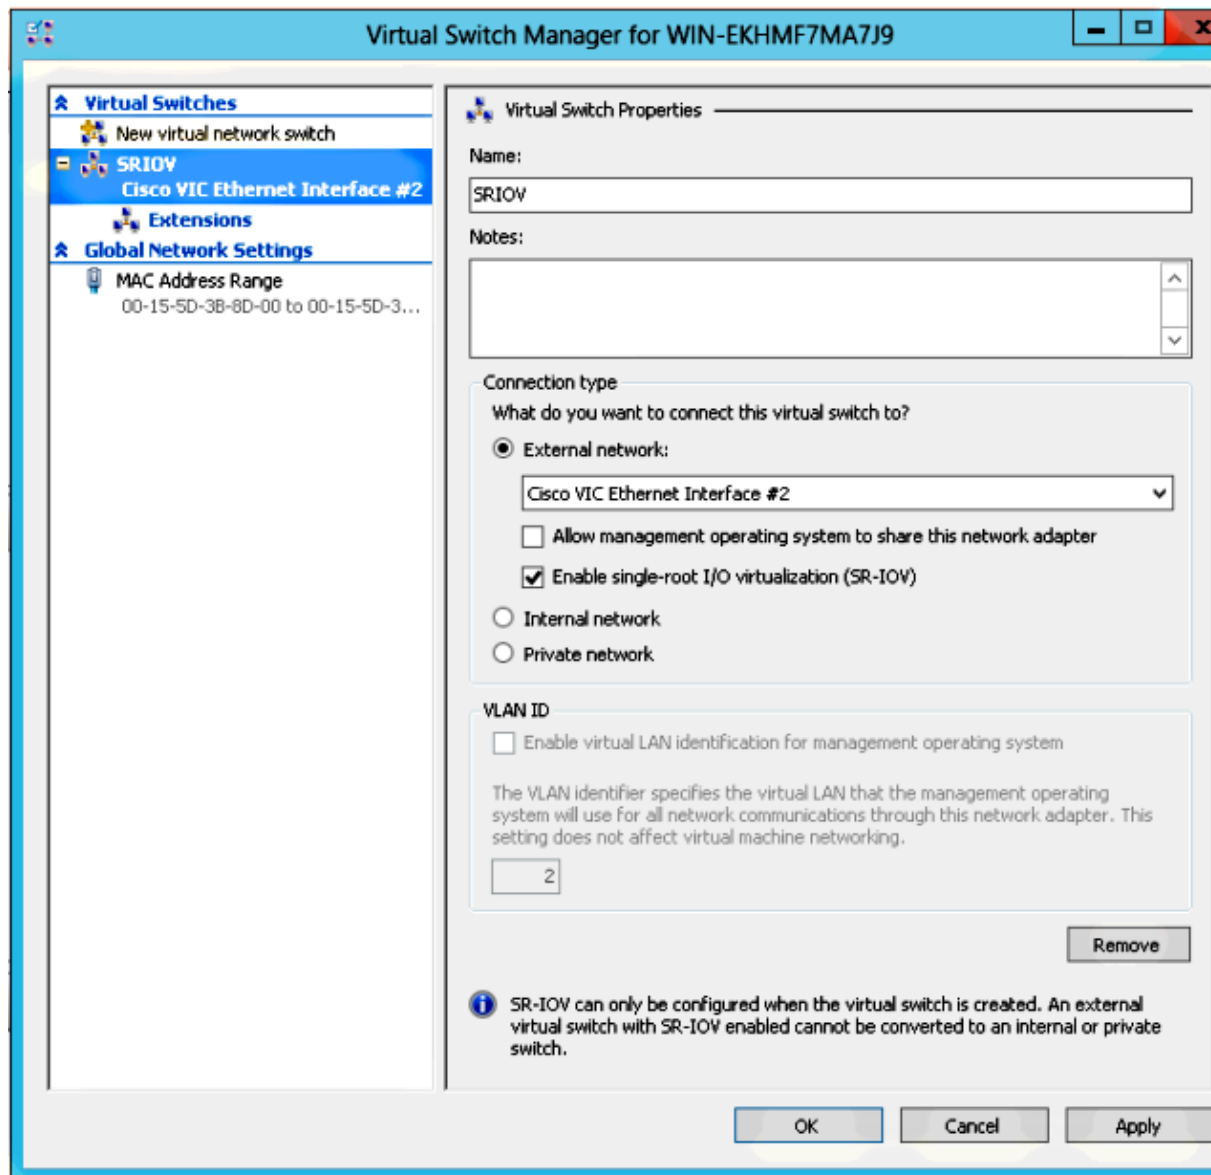 Virtual Switch Manager for WIN-EKHMF7MA7J9
Virtual Switches
New virtual network switch
SRIOV
Cisco VIC Ethernet Interface #2
Extensions
Global Network Settings
MAC Address Range
00-15-5D-3B-8D-00 to 00-15-5D-3...
Virtual Switch Properties
Name:
SRIOV
Notes:
Connection type
What do you want to connect this virtual switch to?
External network:
Cisco VIC Ethernet Interface #2
Allow management operating system to share this network adapter
Enable single-root I/O virtualization (SR-IOV)
Internal network
Private network
VLAN ID
Enable virtual LAN identification for management operating system
The VLAN identifier specifies the virtual LAN that the management operating
system will use for all network communications through this network adapter. This
setting does not affect virtual machine networking.
2
Remove
SR-IOV can only be configured when the virtual switch is created. An external
virtual switch with SR-IOV enabled cannot be converted to an internal or private
switch.
OK
Cancel
Apply